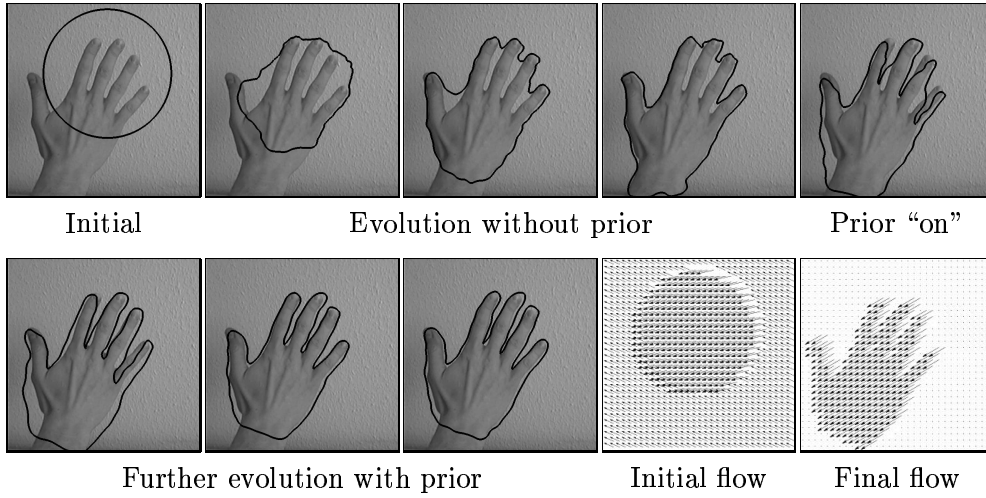 Initial
Evolution without prior
Prior “on”
Further evolution with prior
Initial flow
Final flow